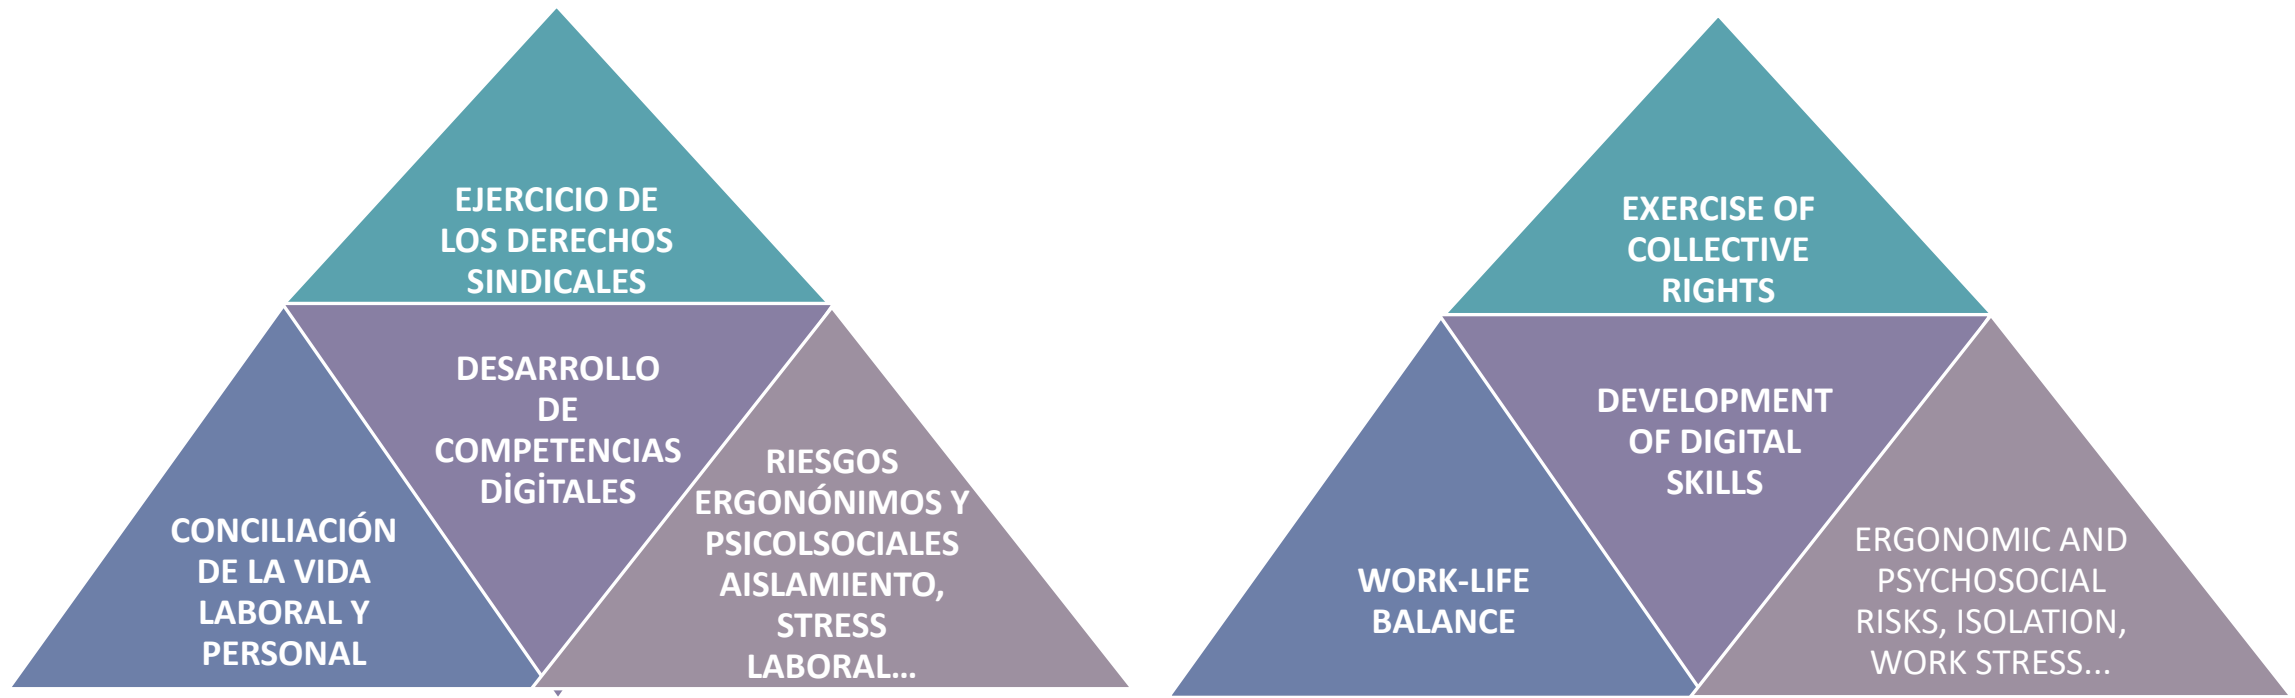 EJERCICIO DE
LOS DERECHOS
SINDICALES
DESARROLLO
DE
COMPETENCIAS
DİGİTALES
CONCILIACIÓN
DE LA VIDA
LABORAL Y
PERSONAL
RIESGOS
ERGONÓNIMOS Y
PSICOLSOCIALES
AISLAMIENTO,
STRESS
LABORAL...
EXERCISE OF
COLLECTIVE
RIGHTS
DEVELOPMENT
OF DIGITAL
SKILLS
WORK-LIFE
BALANCE
ERGONOMIC AND
PSYCHOSOCIAL
RISKS, ISOLATION,
WORK STRESS...